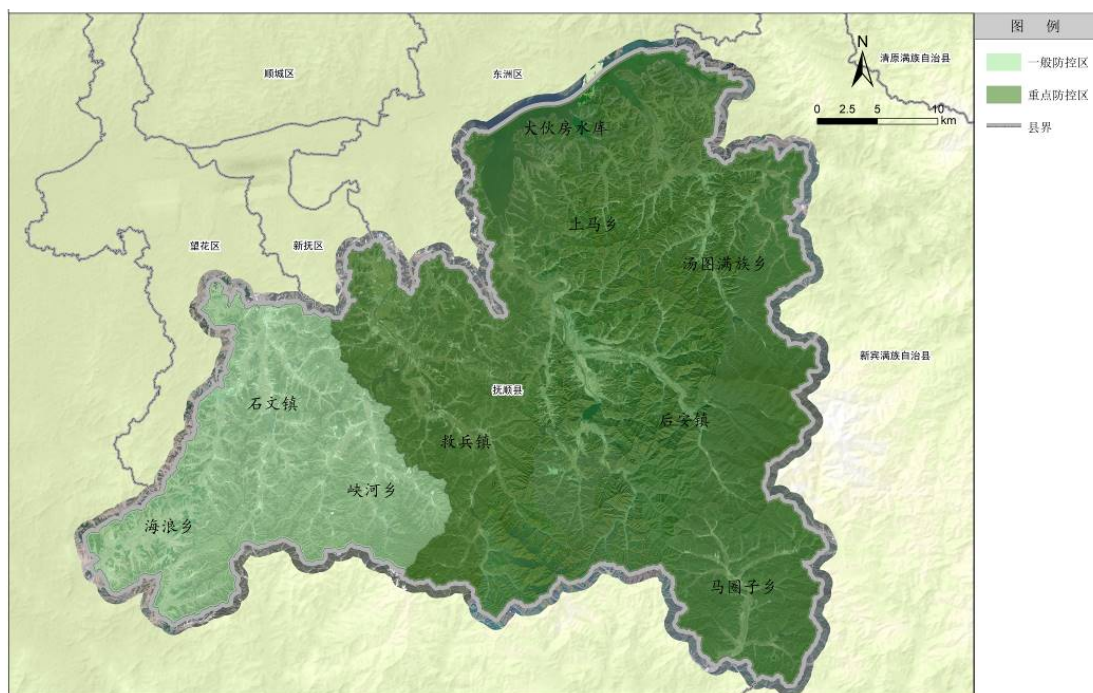 图 例
一般防控区
重点防控区
县界
N
0 2.5 5 10
km
顺城区
东洲区
清原满族自治县
大伙房水库
望花区
新抚区
上马乡
汤图满族乡
新宾满族自治县
抚顺县
石文镇
救兵镇
后安镇
峡河乡
海浪乡
马圈子乡